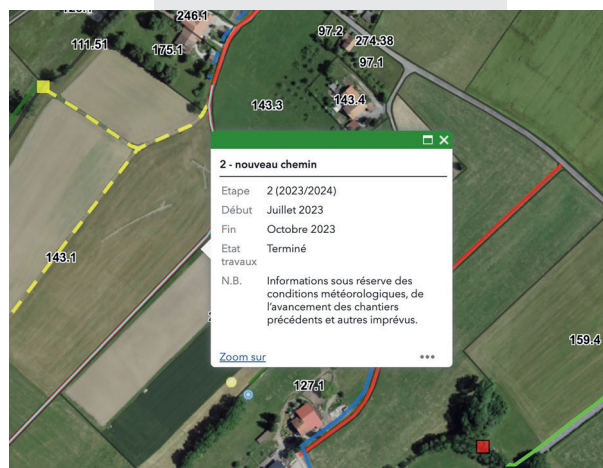 246.1
97.2
274.38
111.51
175.1
97.1
143.3
143.4
2 - nouveau chemin
Etape 2 (2023/2024)
Début Juillet 2023
Fin Octobre 2023
Etat Terminé
travaux
N.B. Informations sous réserve des
conditions météorologiques, de
l'avancement des chantiers
précédents et autres imprévus.
143.1
159.4
Zoom sur
127.1